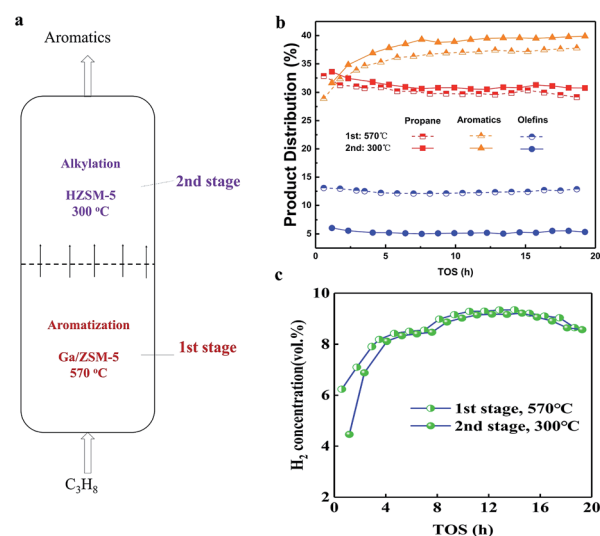 a
Aromatics
Alkylation
HZSM-5
300 °C
2nd stage
Aromatization
Ga/ZSM-5
570 °C
1st stage
C3H8
b
Product Distribution (%)
40
35
30
25
20
15
10
5
Propane Aromatics Olefins
1st: 570℃
2nd: 300℃
0 5 10 15 20
TOS (h)
c
H2 concentration(vol.%)
10
8
6
4
2
1st stage, 570°C
2nd stage, 300°C
0 4 8 12 16 20
TOS (h)